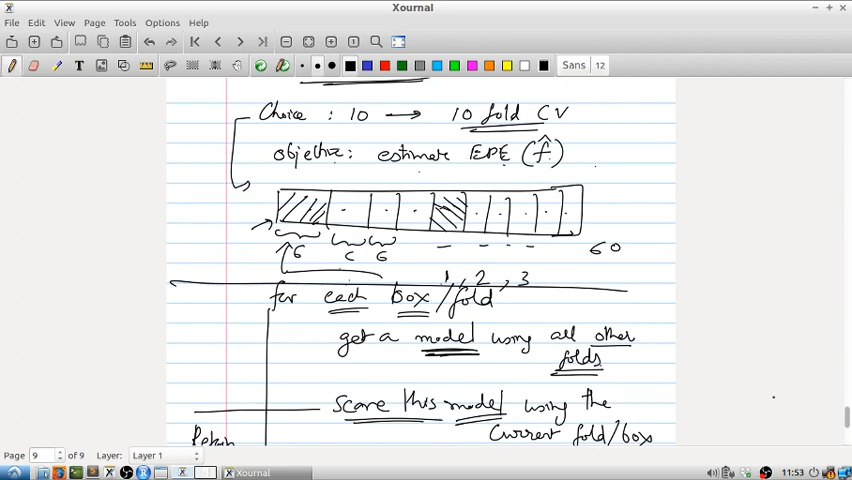 Xournal
File Edit View Page Tools Options Help
Sans 12
Choice : 10 → 10 fold CV
objective: estimate EPE (f̂)
6 6 6 60
1, 2, 3
for each box/fold
get a model using all other
folds
score this model using the
Retain current fold/box
Page 9 of 9 Layer: Layer 1
Xournal 11:53